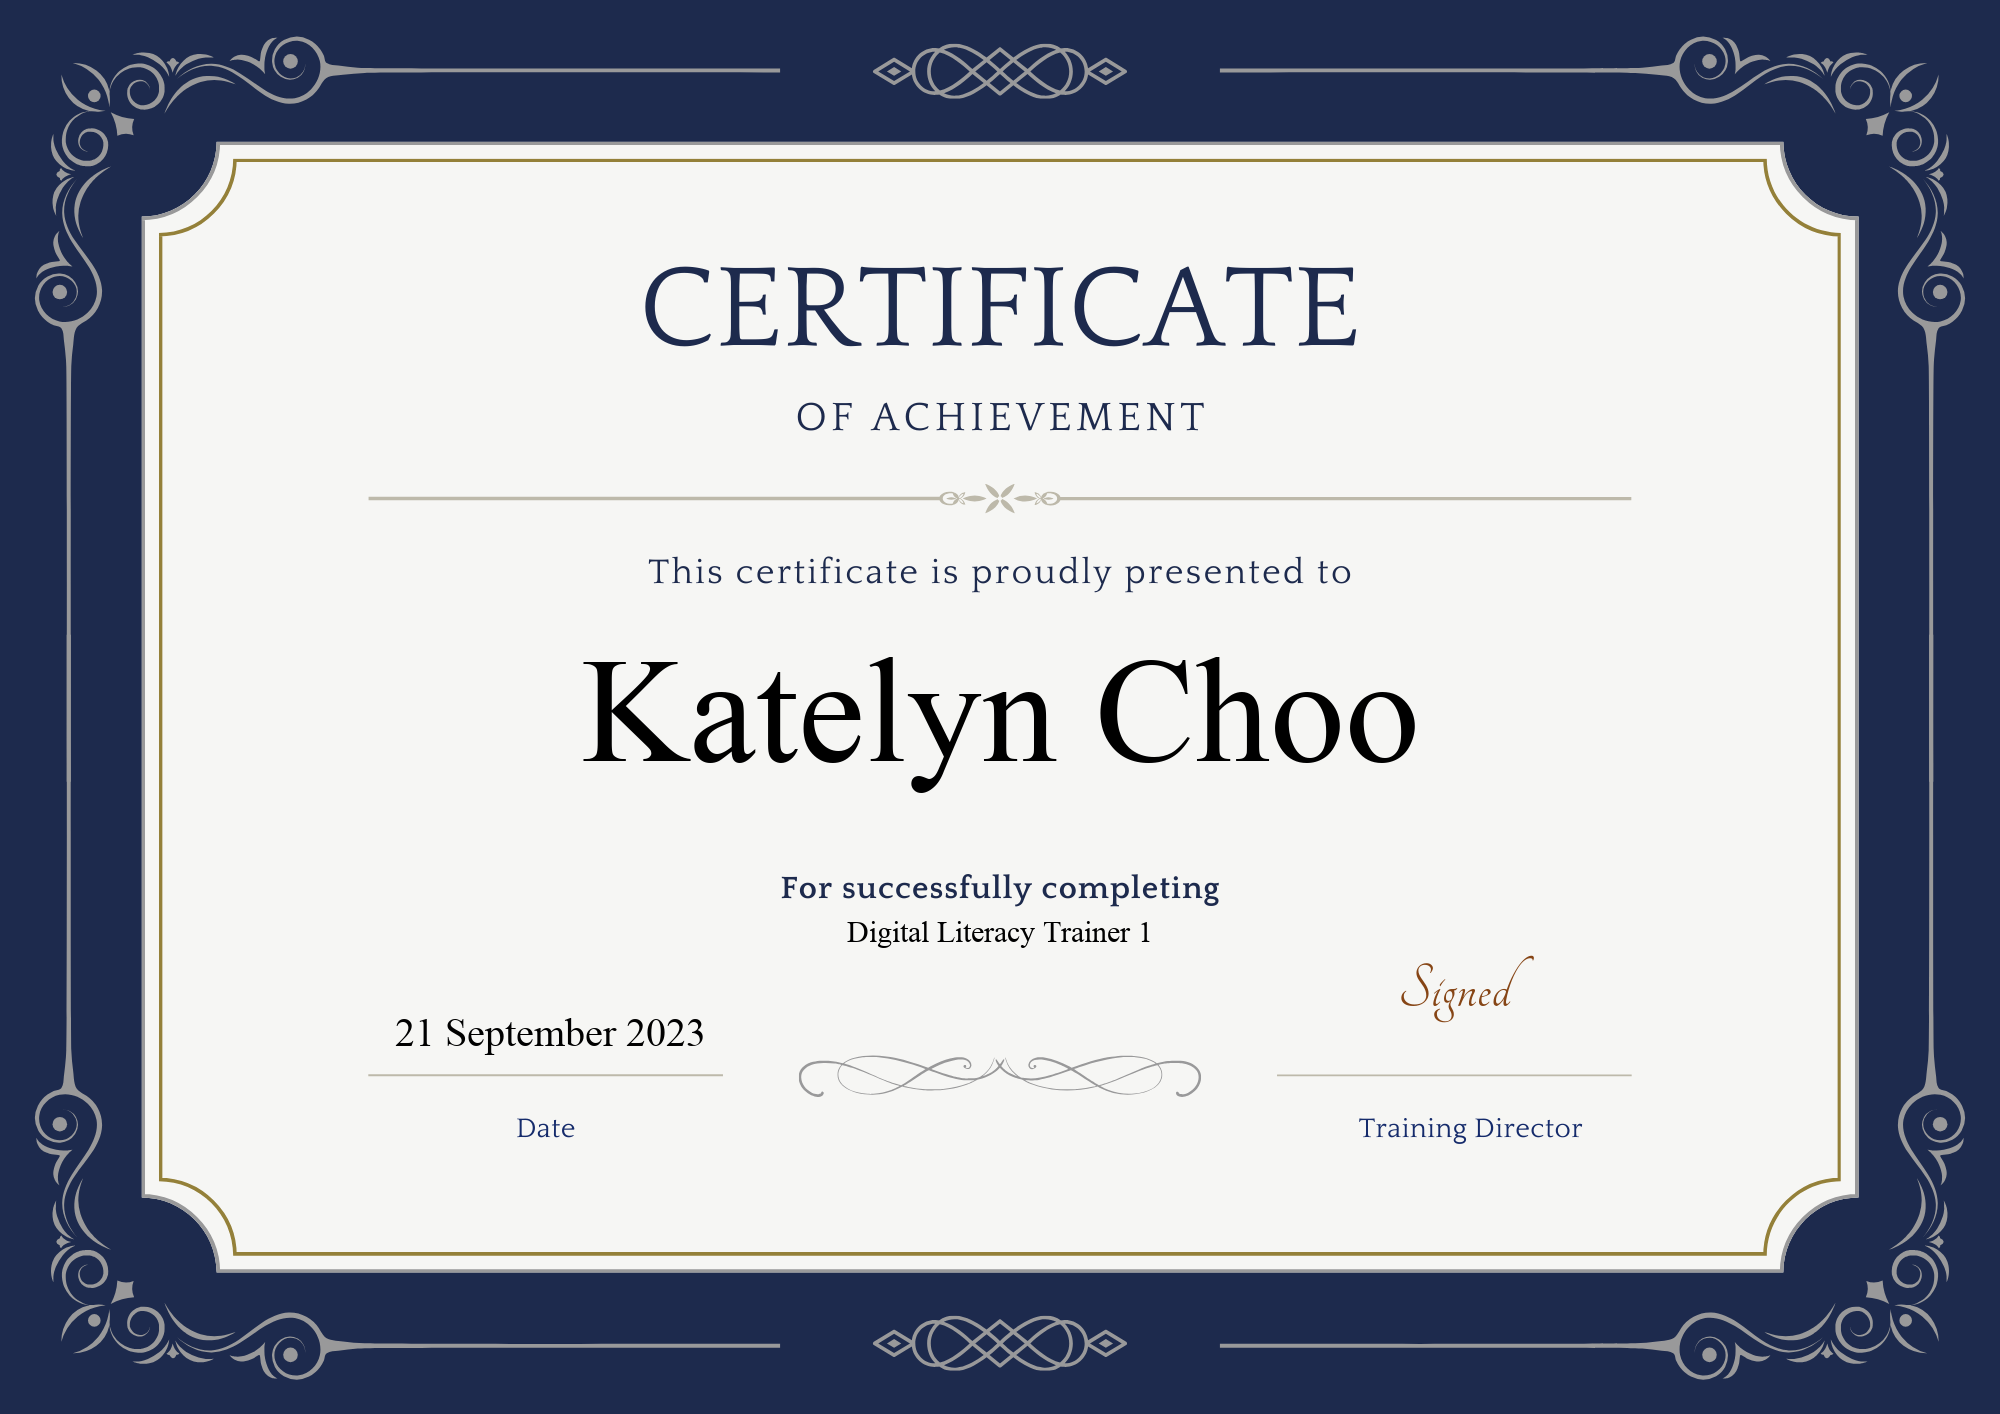 CERTIFICATE
OF ACHIEVEMENT
This certificate is proudly presented to
Katelyn Choo
For successfully completing
Digital Literacy Trainer 1
Signed
21 September 2023
Date
Training Director